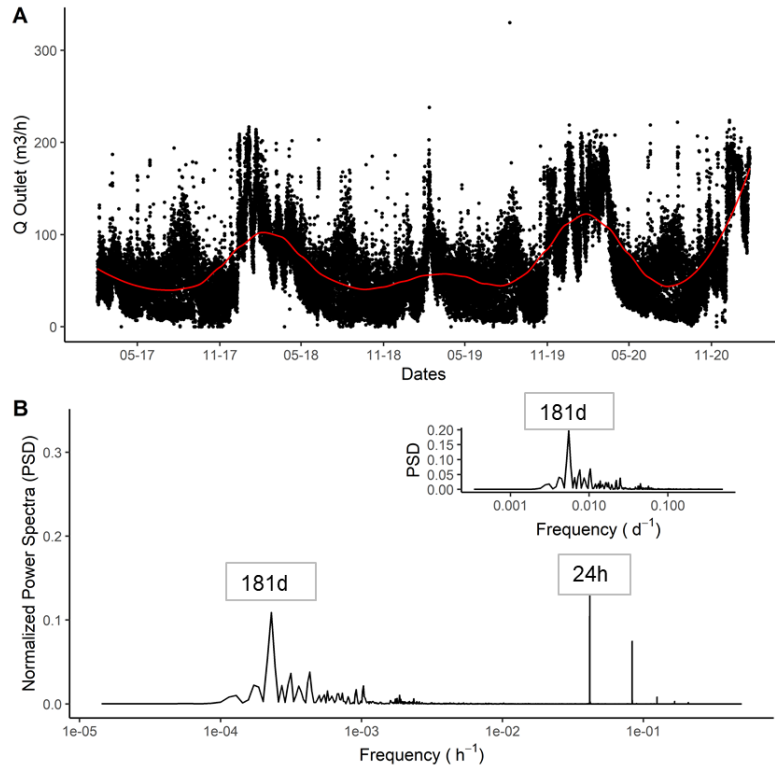 A
300
200
100
0
Q Outlet (m3/h)
05-17 11-17 05-18 11-18 05-19 11-19 05-20 11-20
Dates
B
0.3
0.2
0.1
0.0
Normalized Power Spectra (PSD)
181d
24h
1e-05 1e-04 1e-03 1e-02 1e-01
Frequency ( h⁻¹)
181d
0.20
0.15
0.10
0.05
0.00
PSD
0.001 0.010 0.100
Frequency ( d⁻¹)